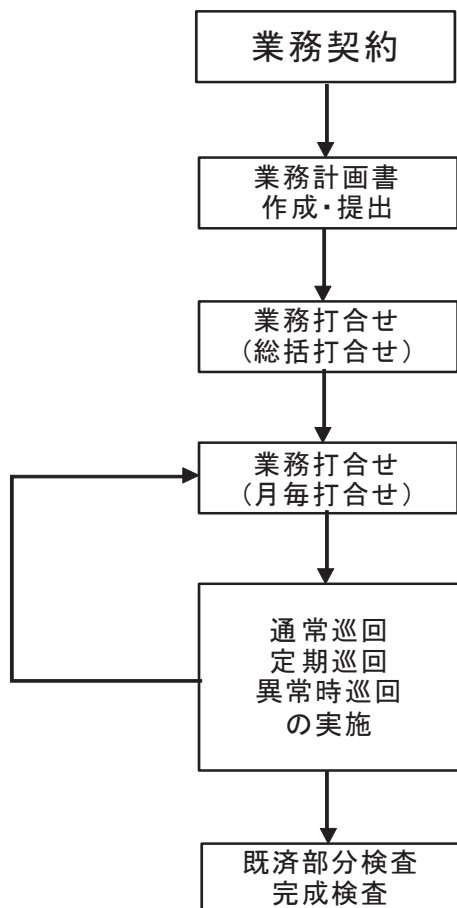 業務契約
業務計画書
作成・提出
業務打合せ
(総括打合せ)
業務打合せ
(月毎打合せ)
通常巡回
定期巡回
異常時巡回
の実施
既済部分検査
完成検査